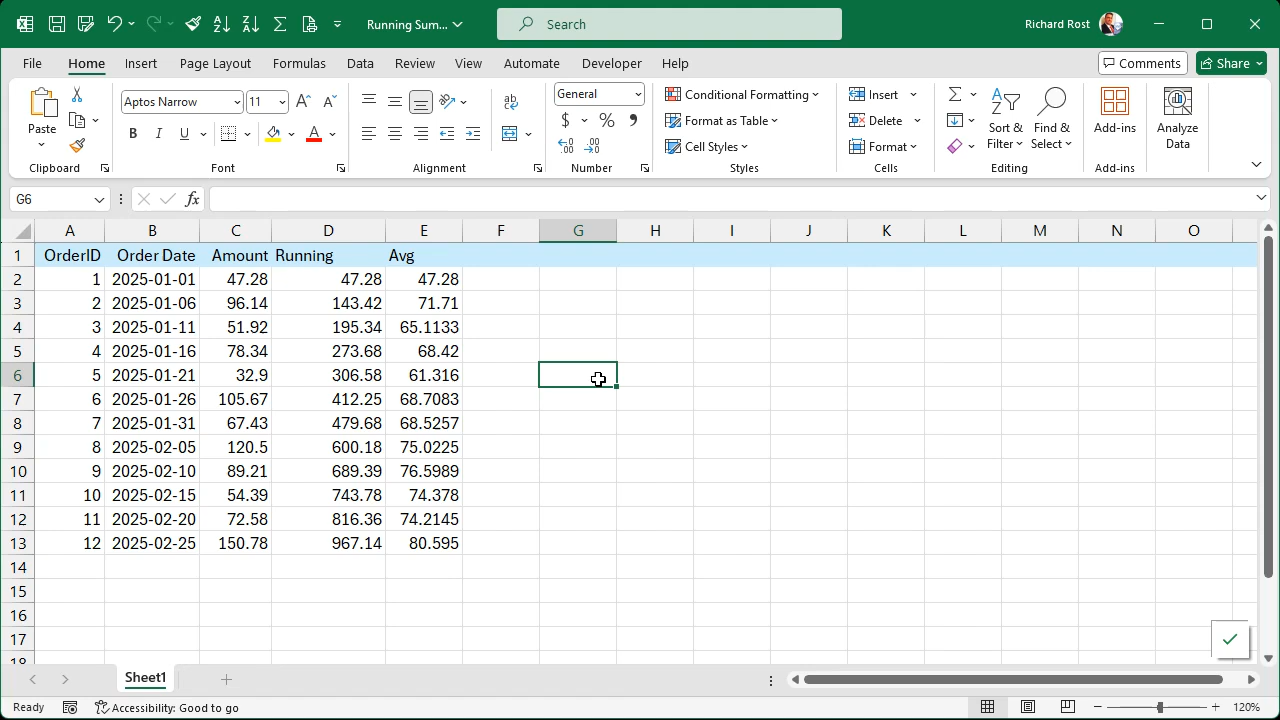 Running Sum...
Search
Richard Rost
File Home Insert Page Layout Formulas Data Review View Automate Developer Help
Comments Share
Paste
Clipboard
Aptos Narrow 11
B I U A
Font
ab
Alignment
General
$ % 9
Number
Conditional Formatting
Format as Table
Cell Styles
Styles
Insert
Delete
Format
Cells
Sort & Filter
Find & Select
Editing
Add-ins
Add-ins
Analyze Data
G6 fx
A B C D E F G H I J K L M N O
1 OrderID Order Date Amount Running Avg
2 1 2025-01-01 47.28 47.28 47.28
3 2 2025-01-06 96.14 143.42 71.71
4 3 2025-01-11 51.92 195.34 65.1133
5 4 2025-01-16 78.34 273.68 68.42
6 5 2025-01-21 32.9 306.58 61.316
7 6 2025-01-26 105.67 412.25 68.7083
8 7 2025-01-31 67.43 479.68 68.5257
9 8 2025-02-05 120.5 600.18 75.0225
10 9 2025-02-10 89.21 689.39 76.5989
11 10 2025-02-15 54.39 743.78 74.378
12 11 2025-02-20 72.58 816.36 74.2145
13 12 2025-02-25 150.78 967.14 80.595
14
15
16
17
18
Sheet1
Ready Accessibility: Good to go 120%